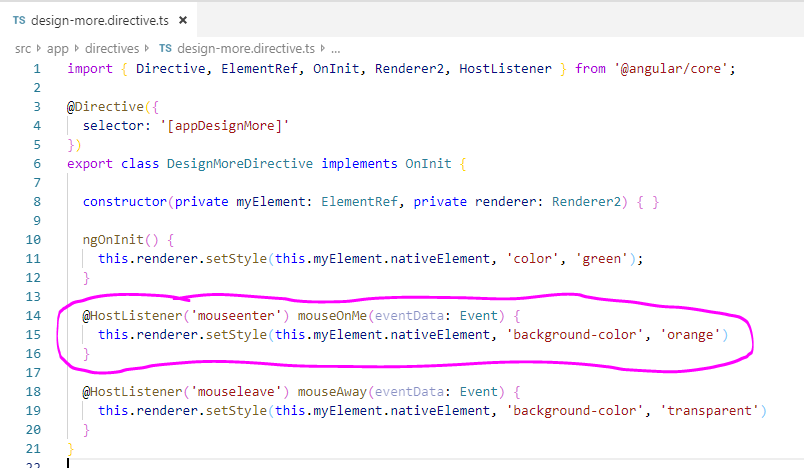 TS design-more.directive.ts ×
src › app › directives › TS design-more.directive.ts › ...
1 import { Directive, ElementRef, OnInit, Renderer2, HostListener } from '@angular/core';
2
3 @Directive({
4   selector: '[appDesignMore]'
5 })
6 export class DesignMoreDirective implements OnInit {
7
8   constructor(private myElement: ElementRef, private renderer: Renderer2) { }
9
10   ngOnInit() {
11     this.renderer.setStyle(this.myElement.nativeElement, 'color', 'green');
12   }
13
14   @HostListener('mouseenter') mouseOnMe(eventData: Event) {
15     this.renderer.setStyle(this.myElement.nativeElement, 'background-color', 'orange')
16   }
17
18   @HostListener('mouseleave') mouseAway(eventData: Event) {
19     this.renderer.setStyle(this.myElement.nativeElement, 'background-color', 'transparent')
20   }
21 }
22